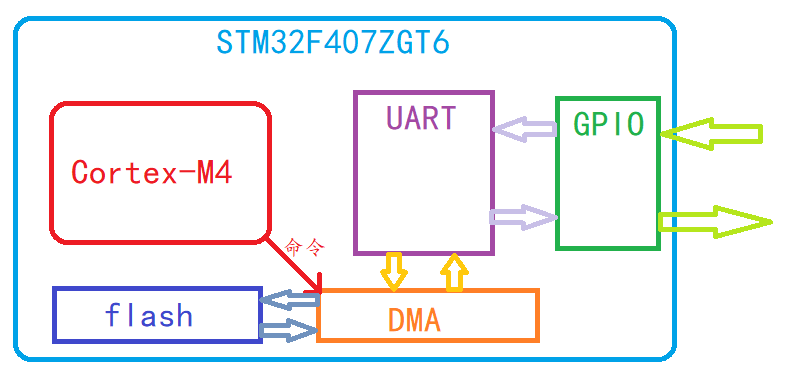 STM32F407ZGT6
UART
GPIO
Cortex-M4
命令
flash
DMA